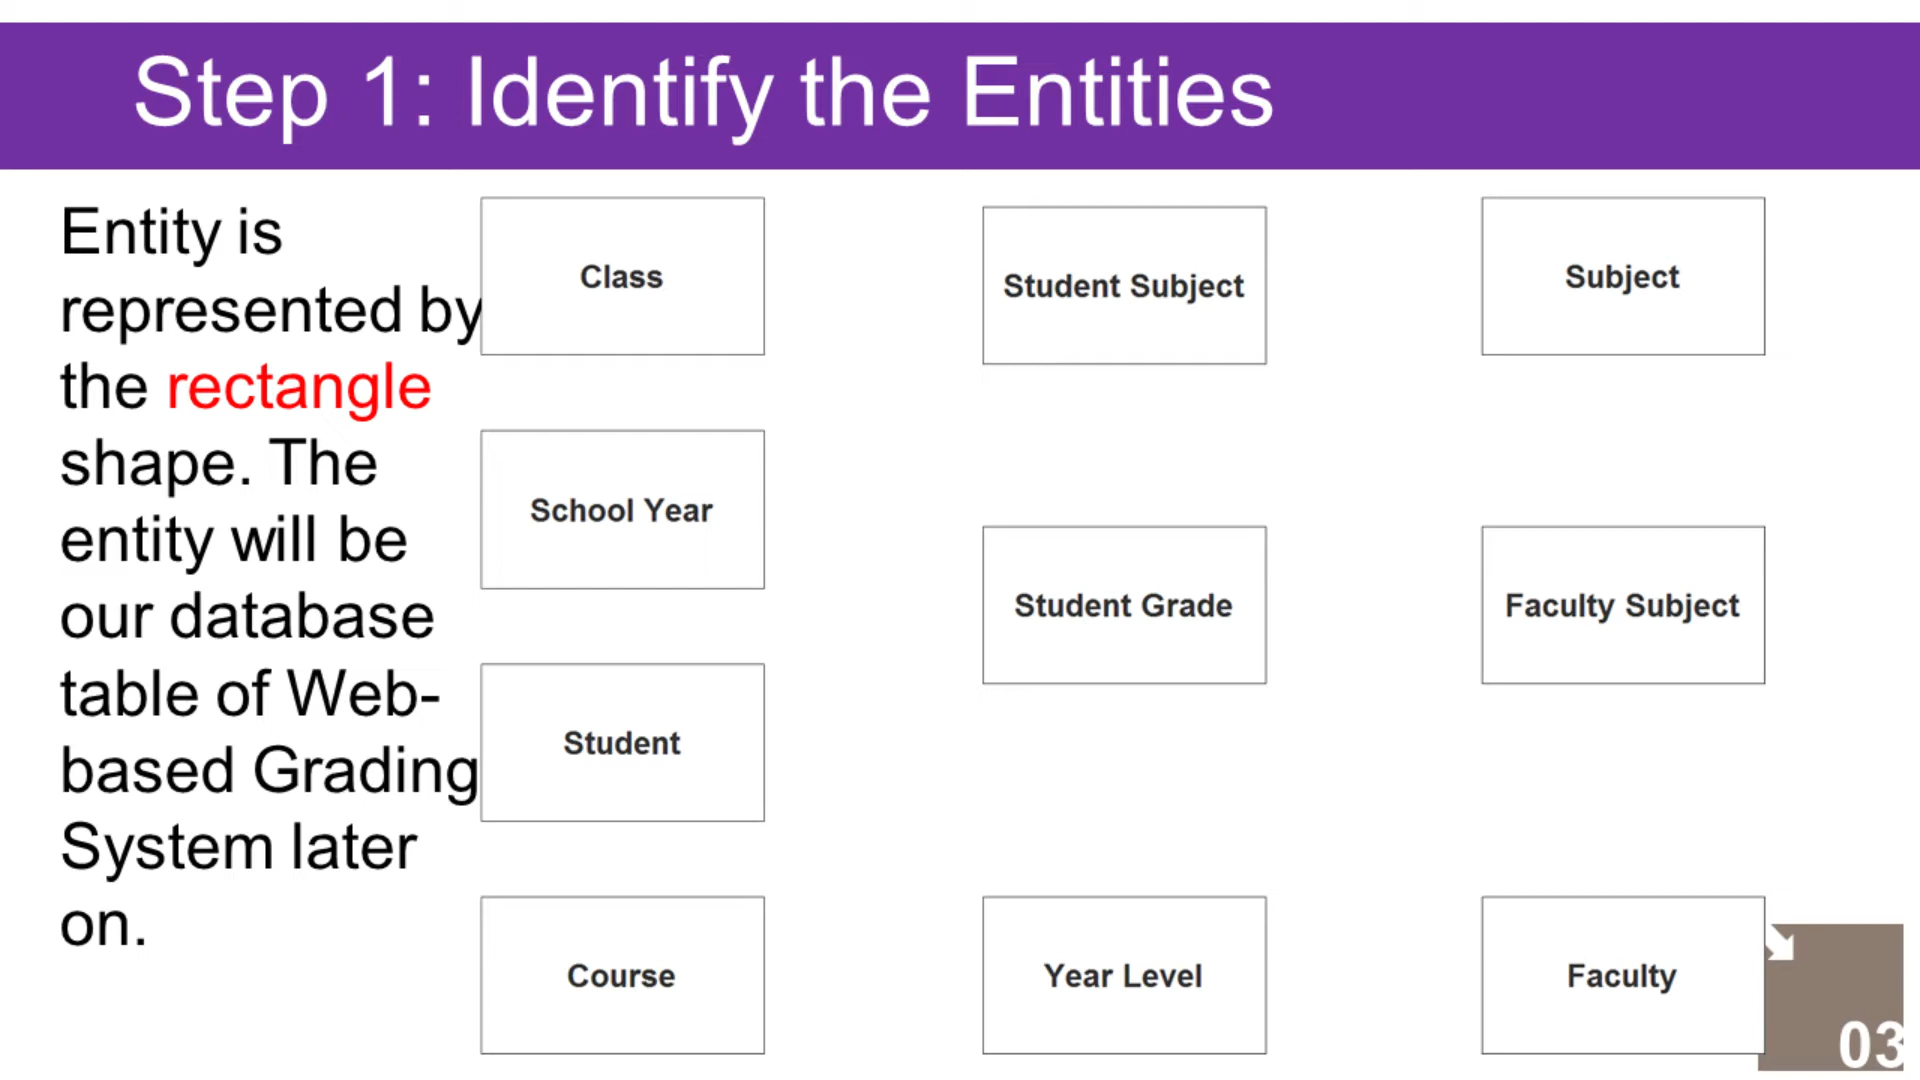 Step 1: Identify the Entities
Entity is
represented by
the rectangle
shape. The
entity will be
our database
table of Web-
based Grading
System later
on.
Class
Student Subject
Subject
School Year
Student Grade
Faculty Subject
Student
Course
Year Level
Faculty
03